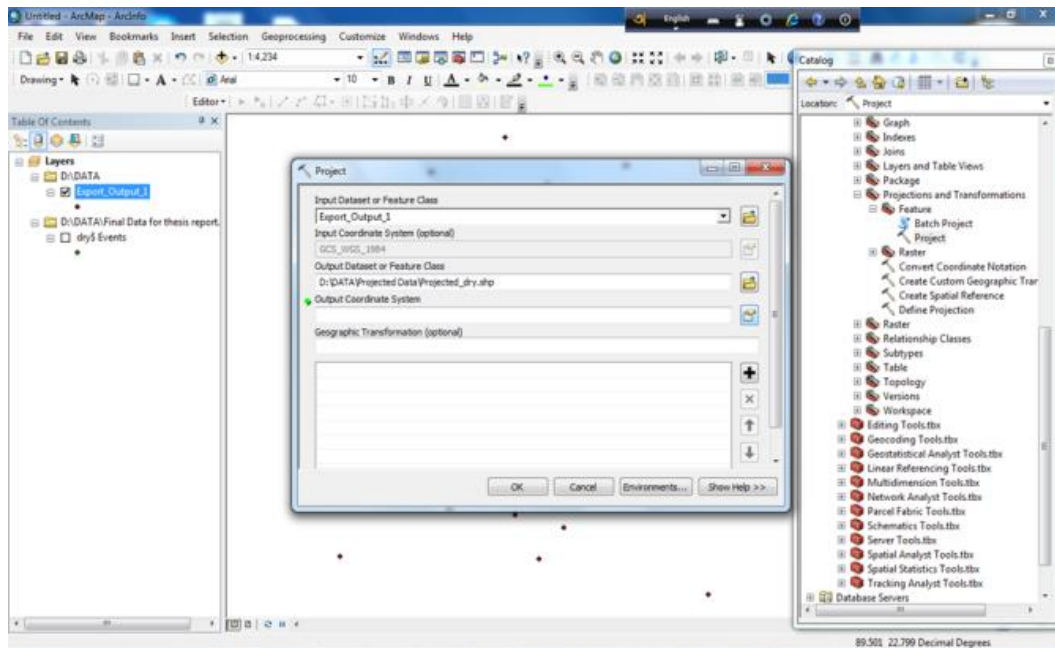 Untitled - ArcMap - ArcInfo
English
File Edit View Bookmarks Insert Selection Geoprocessing Customize Windows Help
1:4,234
Drawing
Arial
10
B I U A
Editor
Table Of Contents
Layers
D:\DATA
Export_Output_1
D:\DATA\Final Data for thesis report.
dry$ Events
Project
Input Dataset or Feature Class
Export_Output_1
Input Coordinate System (optional)
GCS_WGS_1984
Output Dataset or Feature Class
D:\DATA\Projected Data\Projected_dry.shp
Output Coordinate System
Geographic Transformation (optional)
OK Cancel Environments... Show Help >>
Catalog
Location: Project
Graph
Indexes
Joins
Layers and Table Views
Package
Projections and Transformations
Feature
Batch Project
Project
Raster
Convert Coordinate Notation
Create Custom Geographic Tran
Create Spatial Reference
Define Projection
Raster
Relationship Classes
Subtypes
Table
Topology
Versions
Workspace
Editing Tools.tbx
Geocoding Tools.tbx
Geostatistical Analyst Tools.tbx
Linear Referencing Tools.tbx
Multidimension Tools.tbx
Network Analyst Tools.tbx
Parcel Fabric Tools.tbx
Schematics Tools.tbx
Server Tools.tbx
Spatial Analyst Tools.tbx
Spatial Statistics Tools.tbx
Tracking Analyst Tools.tbx
Database Servers
89.501 22.799 Decimal Degrees